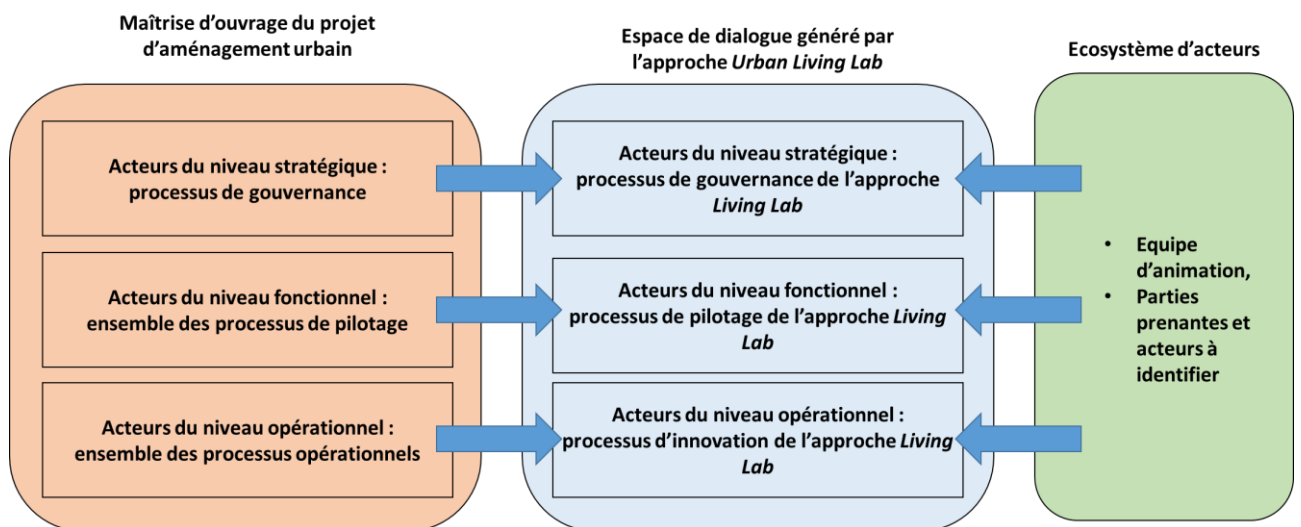 Maîtrise d'ouvrage du projet
d'aménagement urbain
Acteurs du niveau stratégique :
processus de gouvernance
Acteurs du niveau fonctionnel :
ensemble des processus de pilotage
Acteurs du niveau opérationnel :
ensemble des processus opérationnels
Espace de dialogue généré par
l'approche Urban Living Lab
Acteurs du niveau stratégique :
processus de gouvernance de l'approche
Living Lab
Acteurs du niveau fonctionnel :
processus de pilotage de l'approche Living
Lab
Acteurs du niveau opérationnel :
processus d'innovation de l'approche Living
Lab
Ecosystème d'acteurs
• Equipe
d'animation,
• Parties
prenantes et
acteurs à
identifier